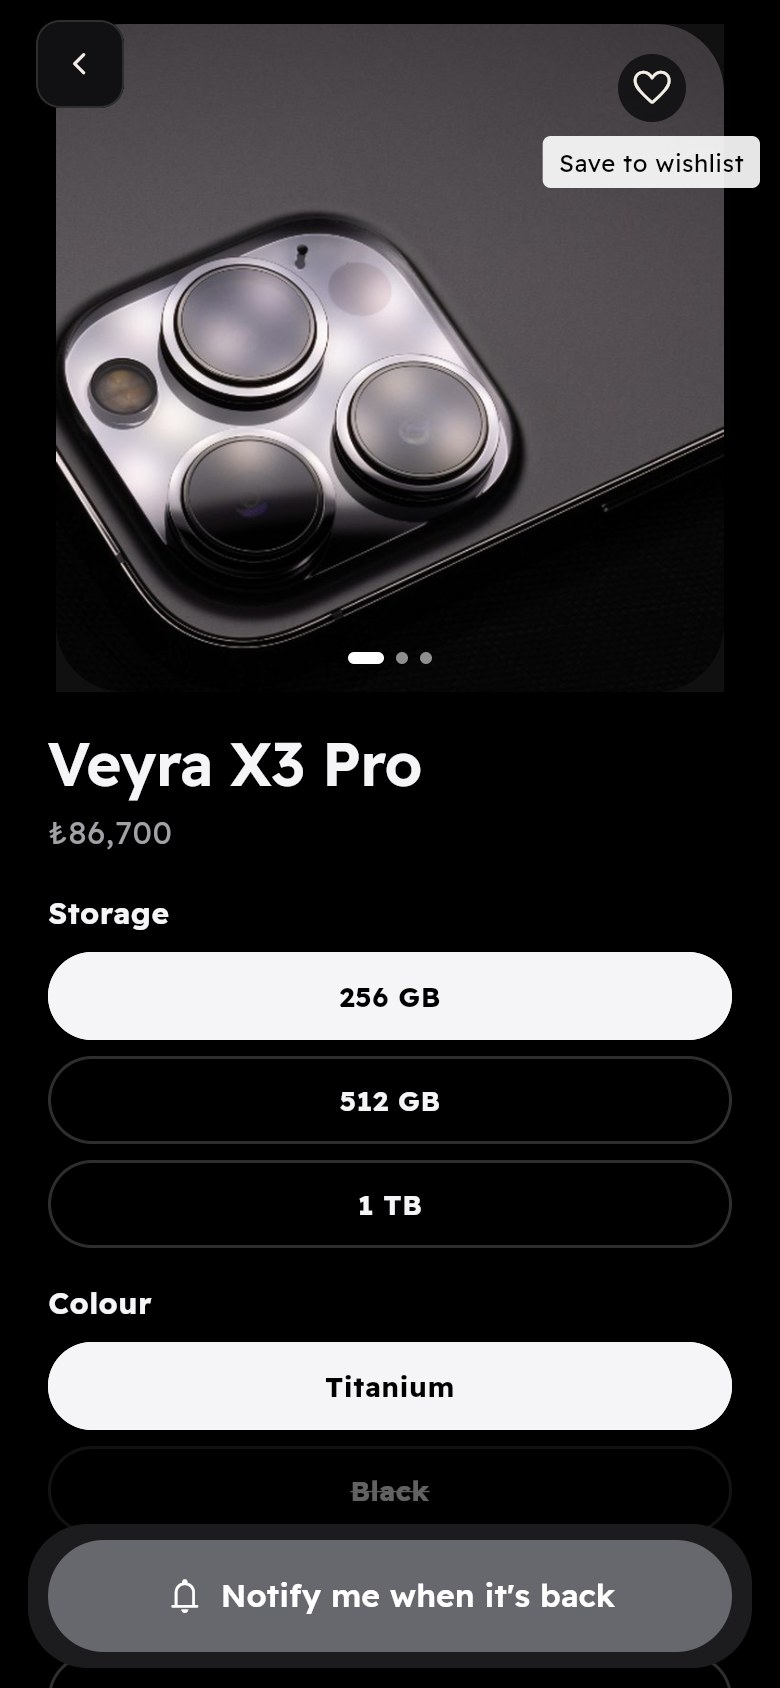 Save to wishlist
Veyra X3 Pro
₺86,700
Storage
256 GB
512 GB
1 TB
Colour
Titanium
Black
Notify me when it's back